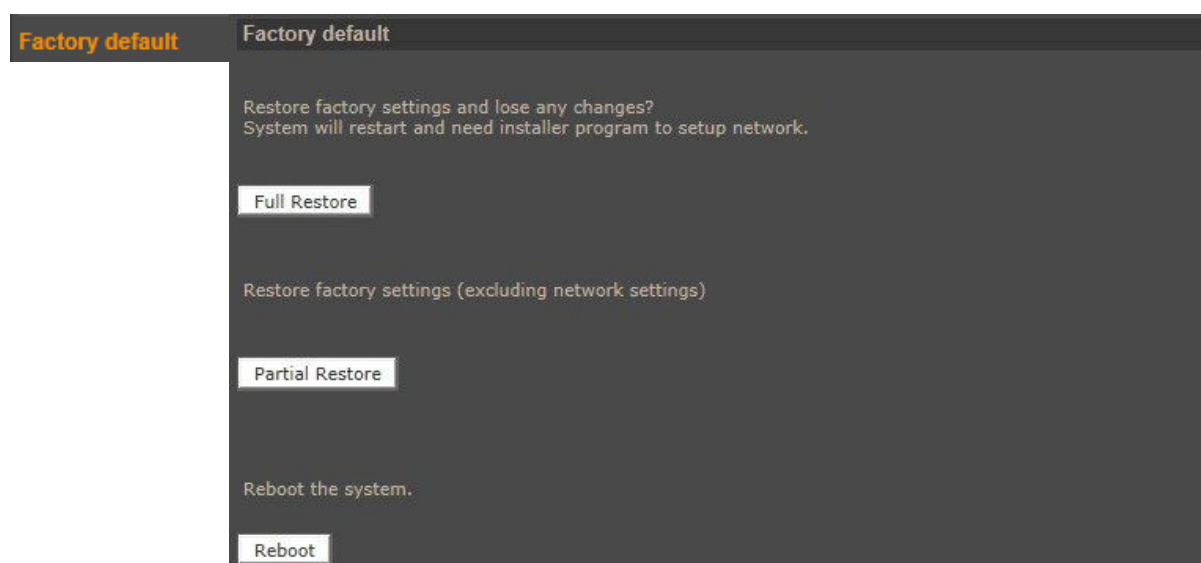 Factory default
Factory default
Restore factory settings and lose any changes?
System will restart and need installer program to setup network.
Full Restore
Restore factory settings (excluding network settings)
Partial Restore
Reboot the system.
Reboot